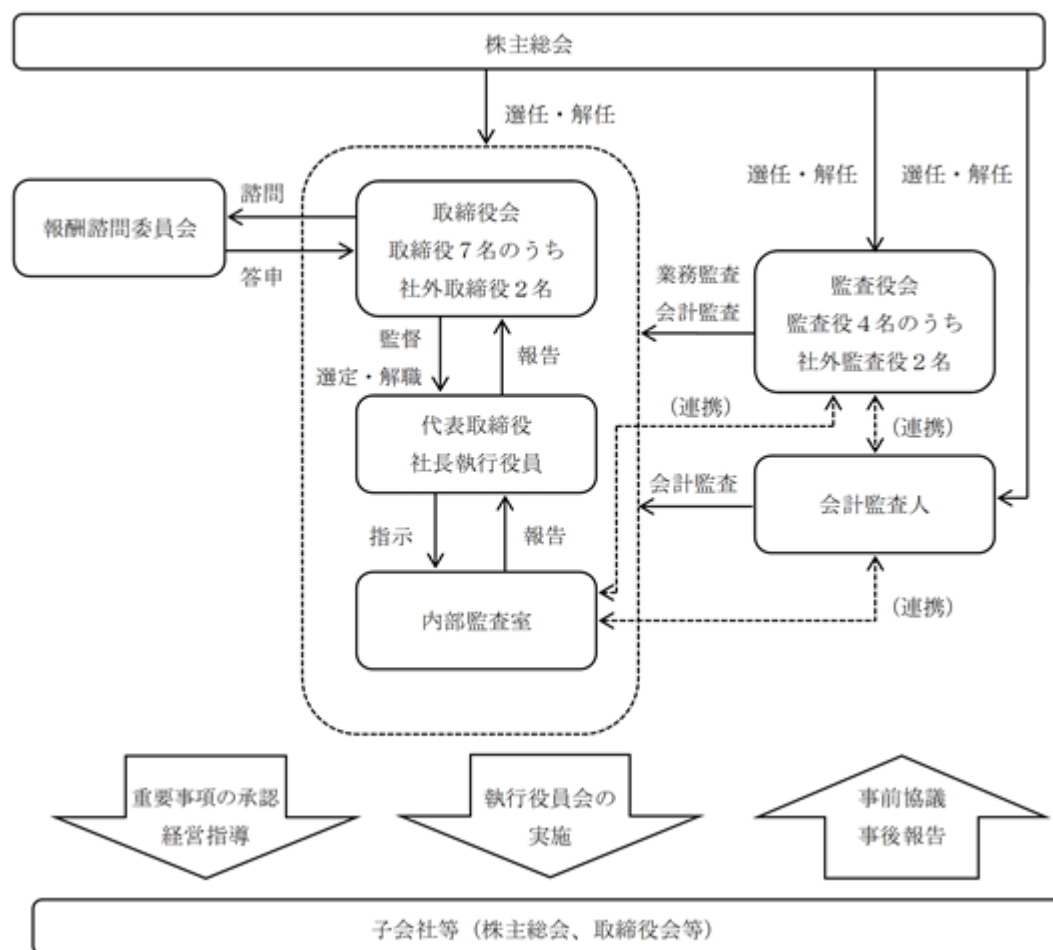 株主総会
選任・解任
選任・解任
選任・解任
諮問
報酬諮問委員会
答申
取締役会
取締役7名のうち
社外取締役2名
業務監査
会計監査
監査役会
監査役4名のうち
社外監査役2名
監督
選定・解職
報告
(連携)
(連携)
代表取締役
社長執行役員
会計監査
会計監査人
指示
報告
内部監査室
(連携)
重要事項の承認
経営指導
執行役員会の
実施
事前協議
事後報告
子会社等（株主総会、取締役会等）